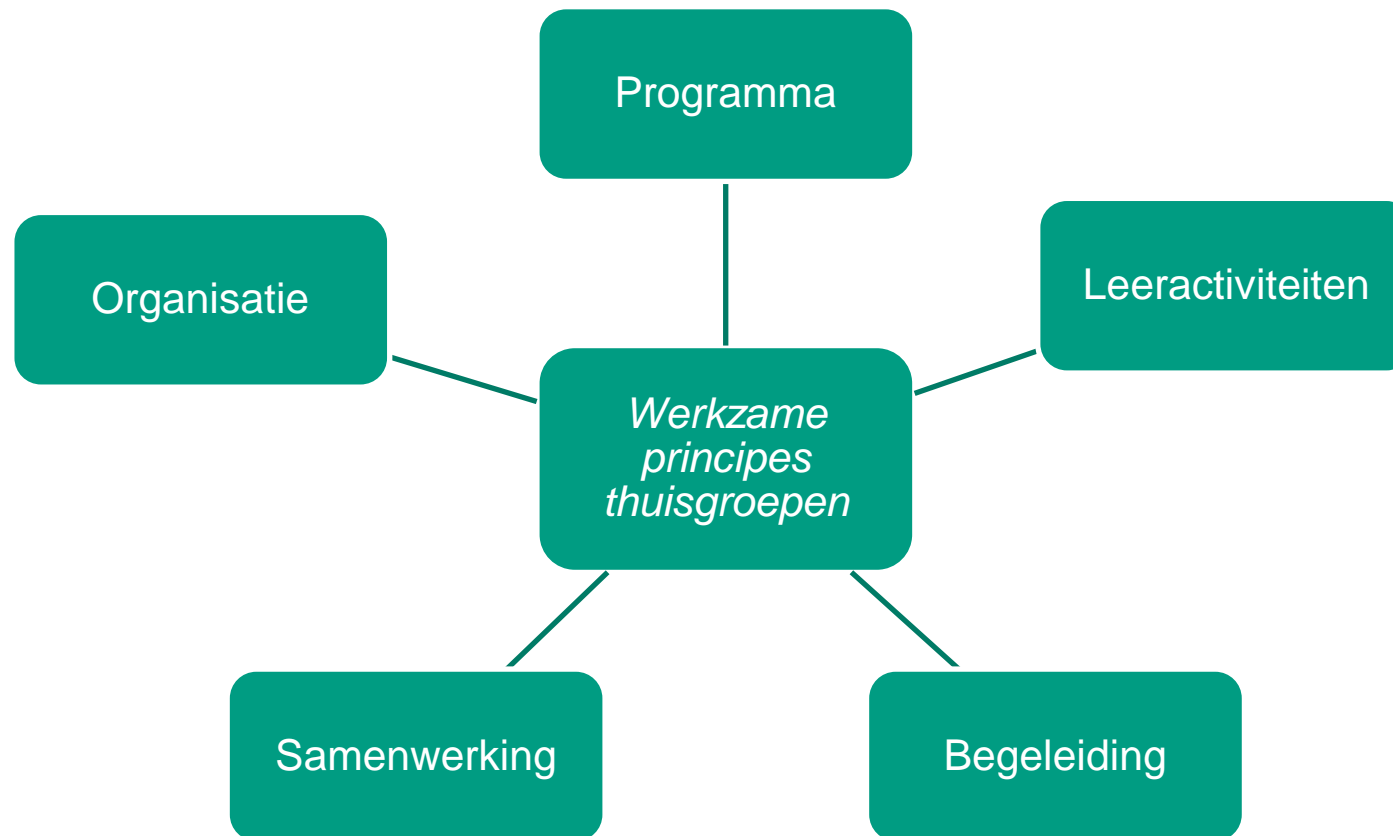 Programma
Organisatie
Leeractiviteiten
Werkzame
principes
thuisgroepen
Samenwerking
Begeleiding